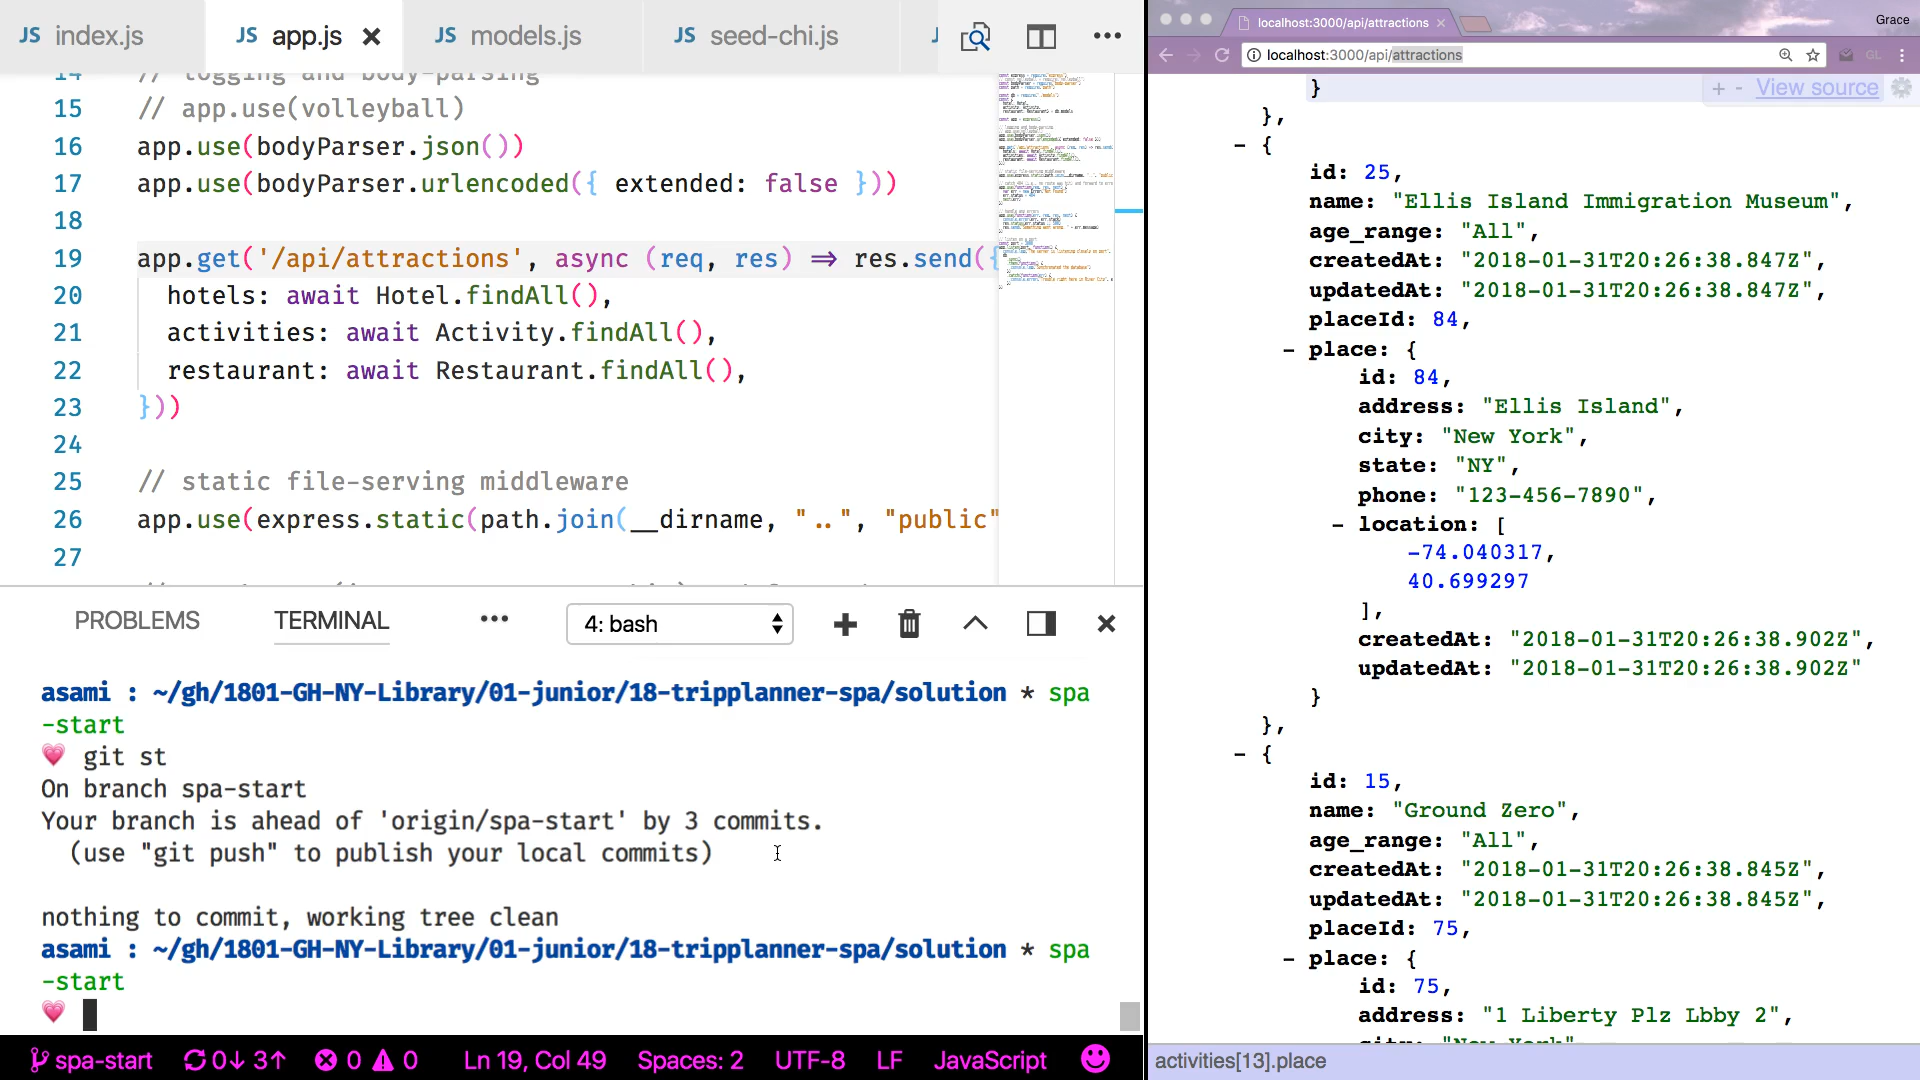 JS index.js
JS app.js
JS models.js
JS seed-chi.js
14 // logging and body-parsing
15 // app.use(volleyball)
16 app.use(bodyParser.json())
17 app.use(bodyParser.urlencoded({ extended: false }))
18
19 app.get('/api/attractions', async (req, res) ⇒ res.send({
20 hotels: await Hotel.findAll(),
21 activities: await Activity.findAll(),
22 restaurant: await Restaurant.findAll(),
23 }))
24
25 // static file-serving middleware
26 app.use(express.static(path.join(__dirname, "..", "public"
27
PROBLEMS
TERMINAL
4: bash
asami : ~/gh/1801-GH-NY-Library/01-junior/18-tripplanner-spa/solution * spa
-start
git st
On branch spa-start
Your branch is ahead of 'origin/spa-start' by 3 commits.
(use "git push" to publish your local commits)
nothing to commit, working tree clean
asami : ~/gh/1801-GH-NY-Library/01-junior/18-tripplanner-spa/solution * spa
-start
spa-start 0↓ 3↑ 0 0 Ln 19, Col 49 Spaces: 2 UTF-8 LF JavaScript
localhost:3000/api/attractions
Grace
localhost:3000/api/attractions
}
+ - View source
},
- {
id: 25,
name: "Ellis Island Immigration Museum",
age_range: "All",
createdAt: "2018-01-31T20:26:38.847Z",
updatedAt: "2018-01-31T20:26:38.847Z",
placeId: 84,
- place: {
id: 84,
address: "Ellis Island",
city: "New York",
state: "NY",
phone: "123-456-7890",
- location: [
-74.040317,
40.699297
],
createdAt: "2018-01-31T20:26:38.902Z",
updatedAt: "2018-01-31T20:26:38.902Z"
}
},
- {
id: 15,
name: "Ground Zero",
age_range: "All",
createdAt: "2018-01-31T20:26:38.845Z",
updatedAt: "2018-01-31T20:26:38.845Z",
placeId: 75,
- place: {
id: 75,
address: "1 Liberty Plz Lbby 2",
city: "New York"
activities[13].place